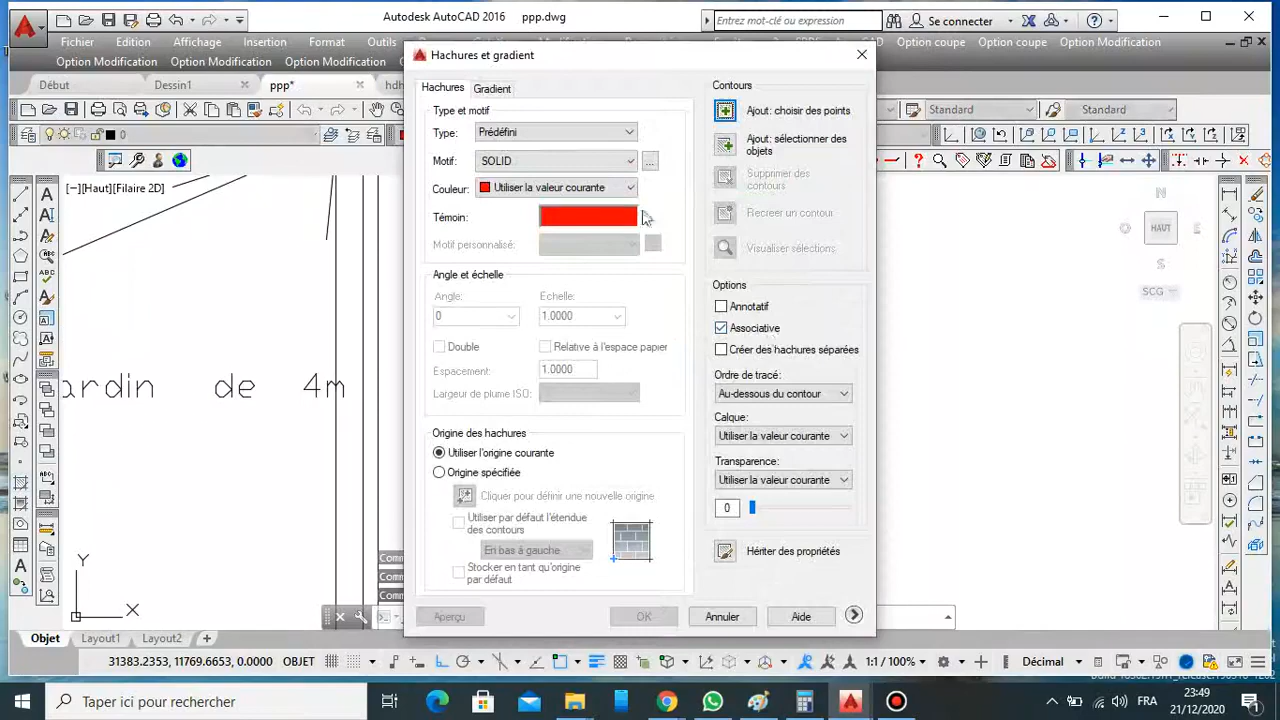 Autodesk AutoCAD 2016 ppp.dwg
Entrez mot-clé ou expression
Se connecter
Fichier Edition Affichage Insertion Format Outils
Option coupe Option coupe Option Modification
Option Modification Option Modification
Début Dessin1 ppp*
0
Standard Standard
[−][Haut][Filaire 2D]
ardin de 4m
Hachures et gradient
Hachures Gradient
Type et motif
Type: Prédéfini
Motif: SOLID
Couleur: Utiliser la valeur courante
Témoin:
Motif personnalisé:
Angle et échelle
Angle: Echelle:
0 1.0000
Double Relative à l'espace papier
Espacement: 1.0000
Largeur de plume ISO:
Origine des hachures
Utiliser l'origine courante
Origine spécifiée
Cliquer pour définir une nouvelle origine
Utiliser par défaut l'étendue
des contours
En bas à gauche
Stocker en tant qu'origine
par défaut
Contours
Ajout: choisir des points
Ajout: sélectionner des
objets
Supprimer des
contours
Recréer un contour
Visualiser sélections
Options
Annotatif
Associative
Créer des hachures séparées
Ordre de tracé:
Au-dessous du contour
Calque:
Utiliser la valeur courante
Transparence:
Utiliser la valeur courante
0
Hériter des propriétés
Aperçu OK Annuler Aide
N
O HAUT E
S
SCG
Y
X
Comm
Comm
Comm
Objet Layout1 Layout2 +
31383.2353, 11769.6653, 0.0000 OBJET
1:1 / 100% Décimal
Taper ici pour rechercher
FRA
23:49
21/12/2020